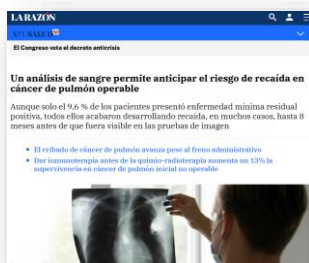 LA RAZÓN
ATUSALUD
El Congreso vota el decreto anticrisis
Un análisis de sangre permite anticipar el riesgo de recaída en
cáncer de pulmón operable
Aunque solo el 9,6 % de los pacientes presentó enfermedad mínima residual
positiva, todos ellos acabaron desarrollando recaída, en muchos casos, hasta 8
meses antes de que fuera visible en las pruebas de imagen
El cribado de cáncer de pulmón avanza pese al freno administrativo
Dar inmunoterapia antes de la quimio-radioterapia aumenta un 13% la
supervivencia en cáncer de pulmón inicial no operable